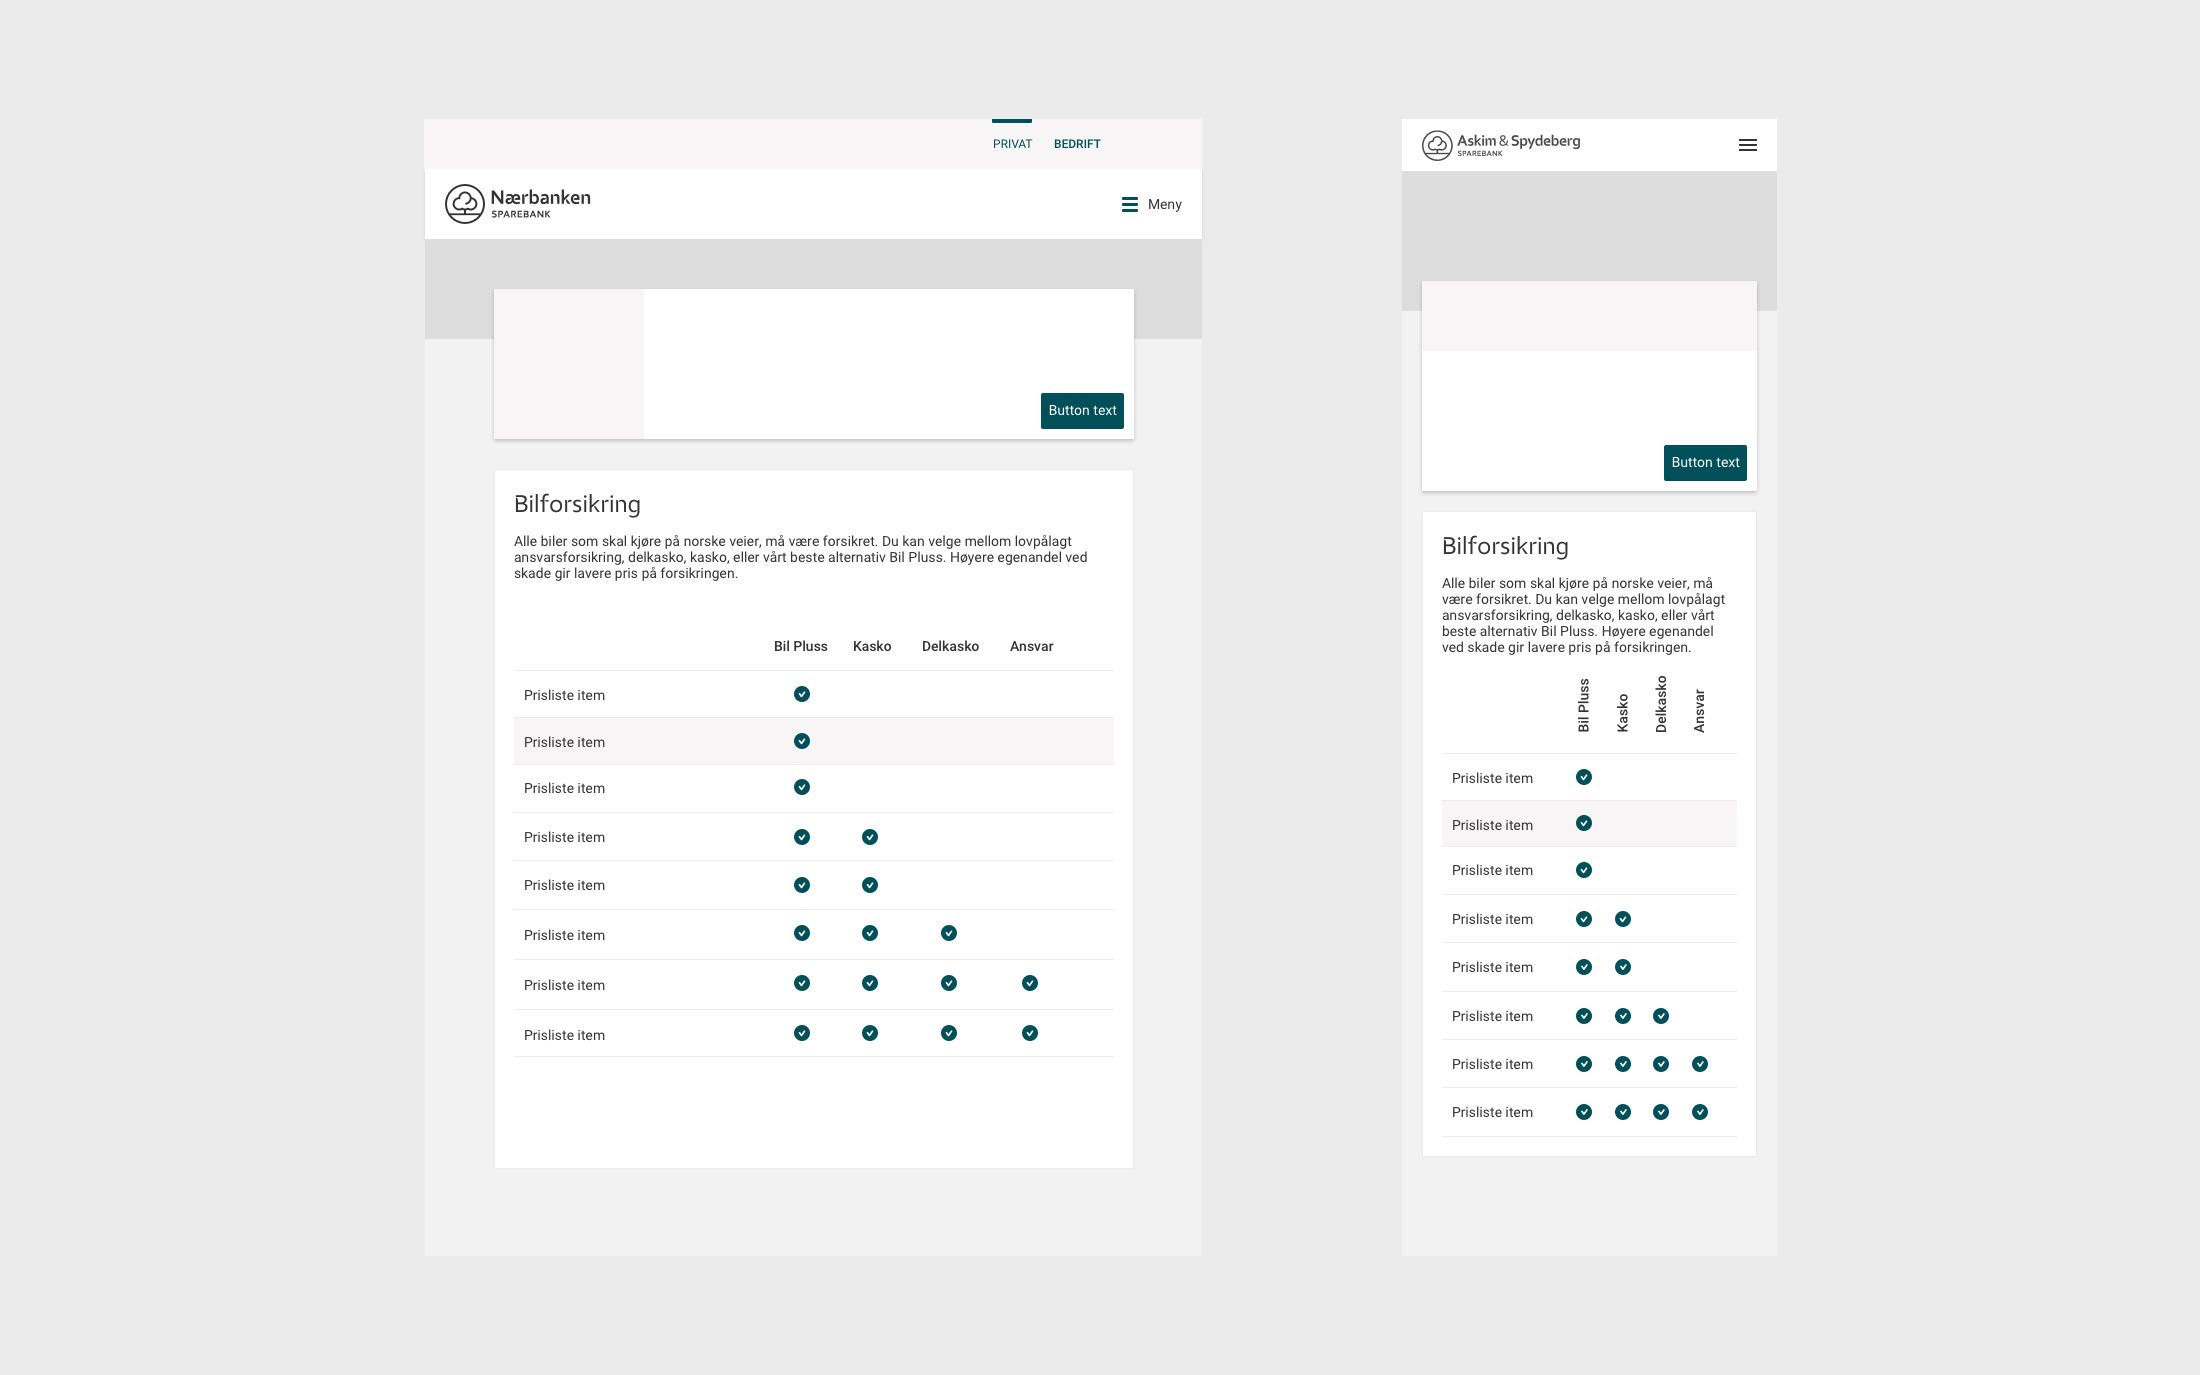 PRIVAT BEDRIFT
Nærbanken
SPAREBANK
Meny
Button text
Bilforsikring
Alle biler som skal kjøre på norske veier, må være forsikret. Du kan velge mellom lovpålagt
ansvarsforsikring, delkasko, kasko, eller vårt beste alternativ Bil Pluss. Høyere egenandel ved
skade gir lavere pris på forsikringen.
Bil Pluss Kasko Delkasko Ansvar
Prisliste item
Prisliste item
Prisliste item
Prisliste item
Prisliste item
Prisliste item
Prisliste item
Prisliste item
Askim & Spydeberg
SPAREBANK
Button text
Bilforsikring
Alle biler som skal kjøre på norske veier, må
være forsikret. Du kan velge mellom lovpålagt
ansvarsforsikring, delkasko, kasko, eller vårt
beste alternativ Bil Pluss. Høyere egenandel
ved skade gir lavere pris på forsikringen.
Bil Pluss
Kasko
Delkasko
Ansvar
Prisliste item
Prisliste item
Prisliste item
Prisliste item
Prisliste item
Prisliste item
Prisliste item
Prisliste item